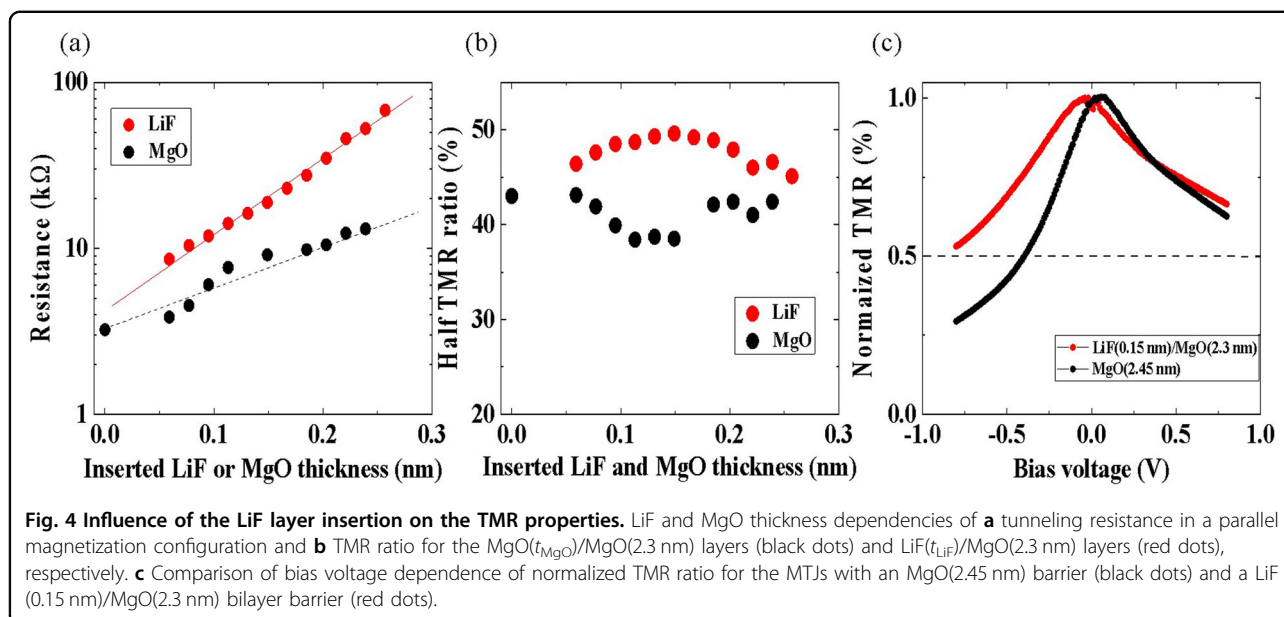 (a)
(b)
(c)
Resistance (kΩ)
100
10
1
LiF
MgO
0.0 0.1 0.2 0.3
Inserted LiF or MgO thickness (nm)
Half TMR ratio (%)
50
40
30
20
LiF
MgO
0.0 0.1 0.2 0.3
Inserted LiF and MgO thickness (nm)
Normaized TMR (%)
1.0
0.5
0.0
LiF(0.15 nm)/MgO(2.3 nm)
MgO(2.45 nm)
-1.0 -0.5 0.0 0.5 1.0
Bias voltage (V)
Fig. 4 Influence of the LiF layer insertion on the TMR properties. LiF and MgO thickness dependencies of a tunneling resistance in a parallel
magnetization configuration and b TMR ratio for the MgO(tMgO)/MgO(2.3 nm) layers (black dots) and LiF(tLiF)/MgO(2.3 nm) layers (red dots),
respectively. c Comparison of bias voltage dependence of normalized TMR ratio for the MTJs with an MgO(2.45 nm) barrier (black dots) and a LiF
(0.15 nm)/MgO(2.3 nm) bilayer barrier (red dots).